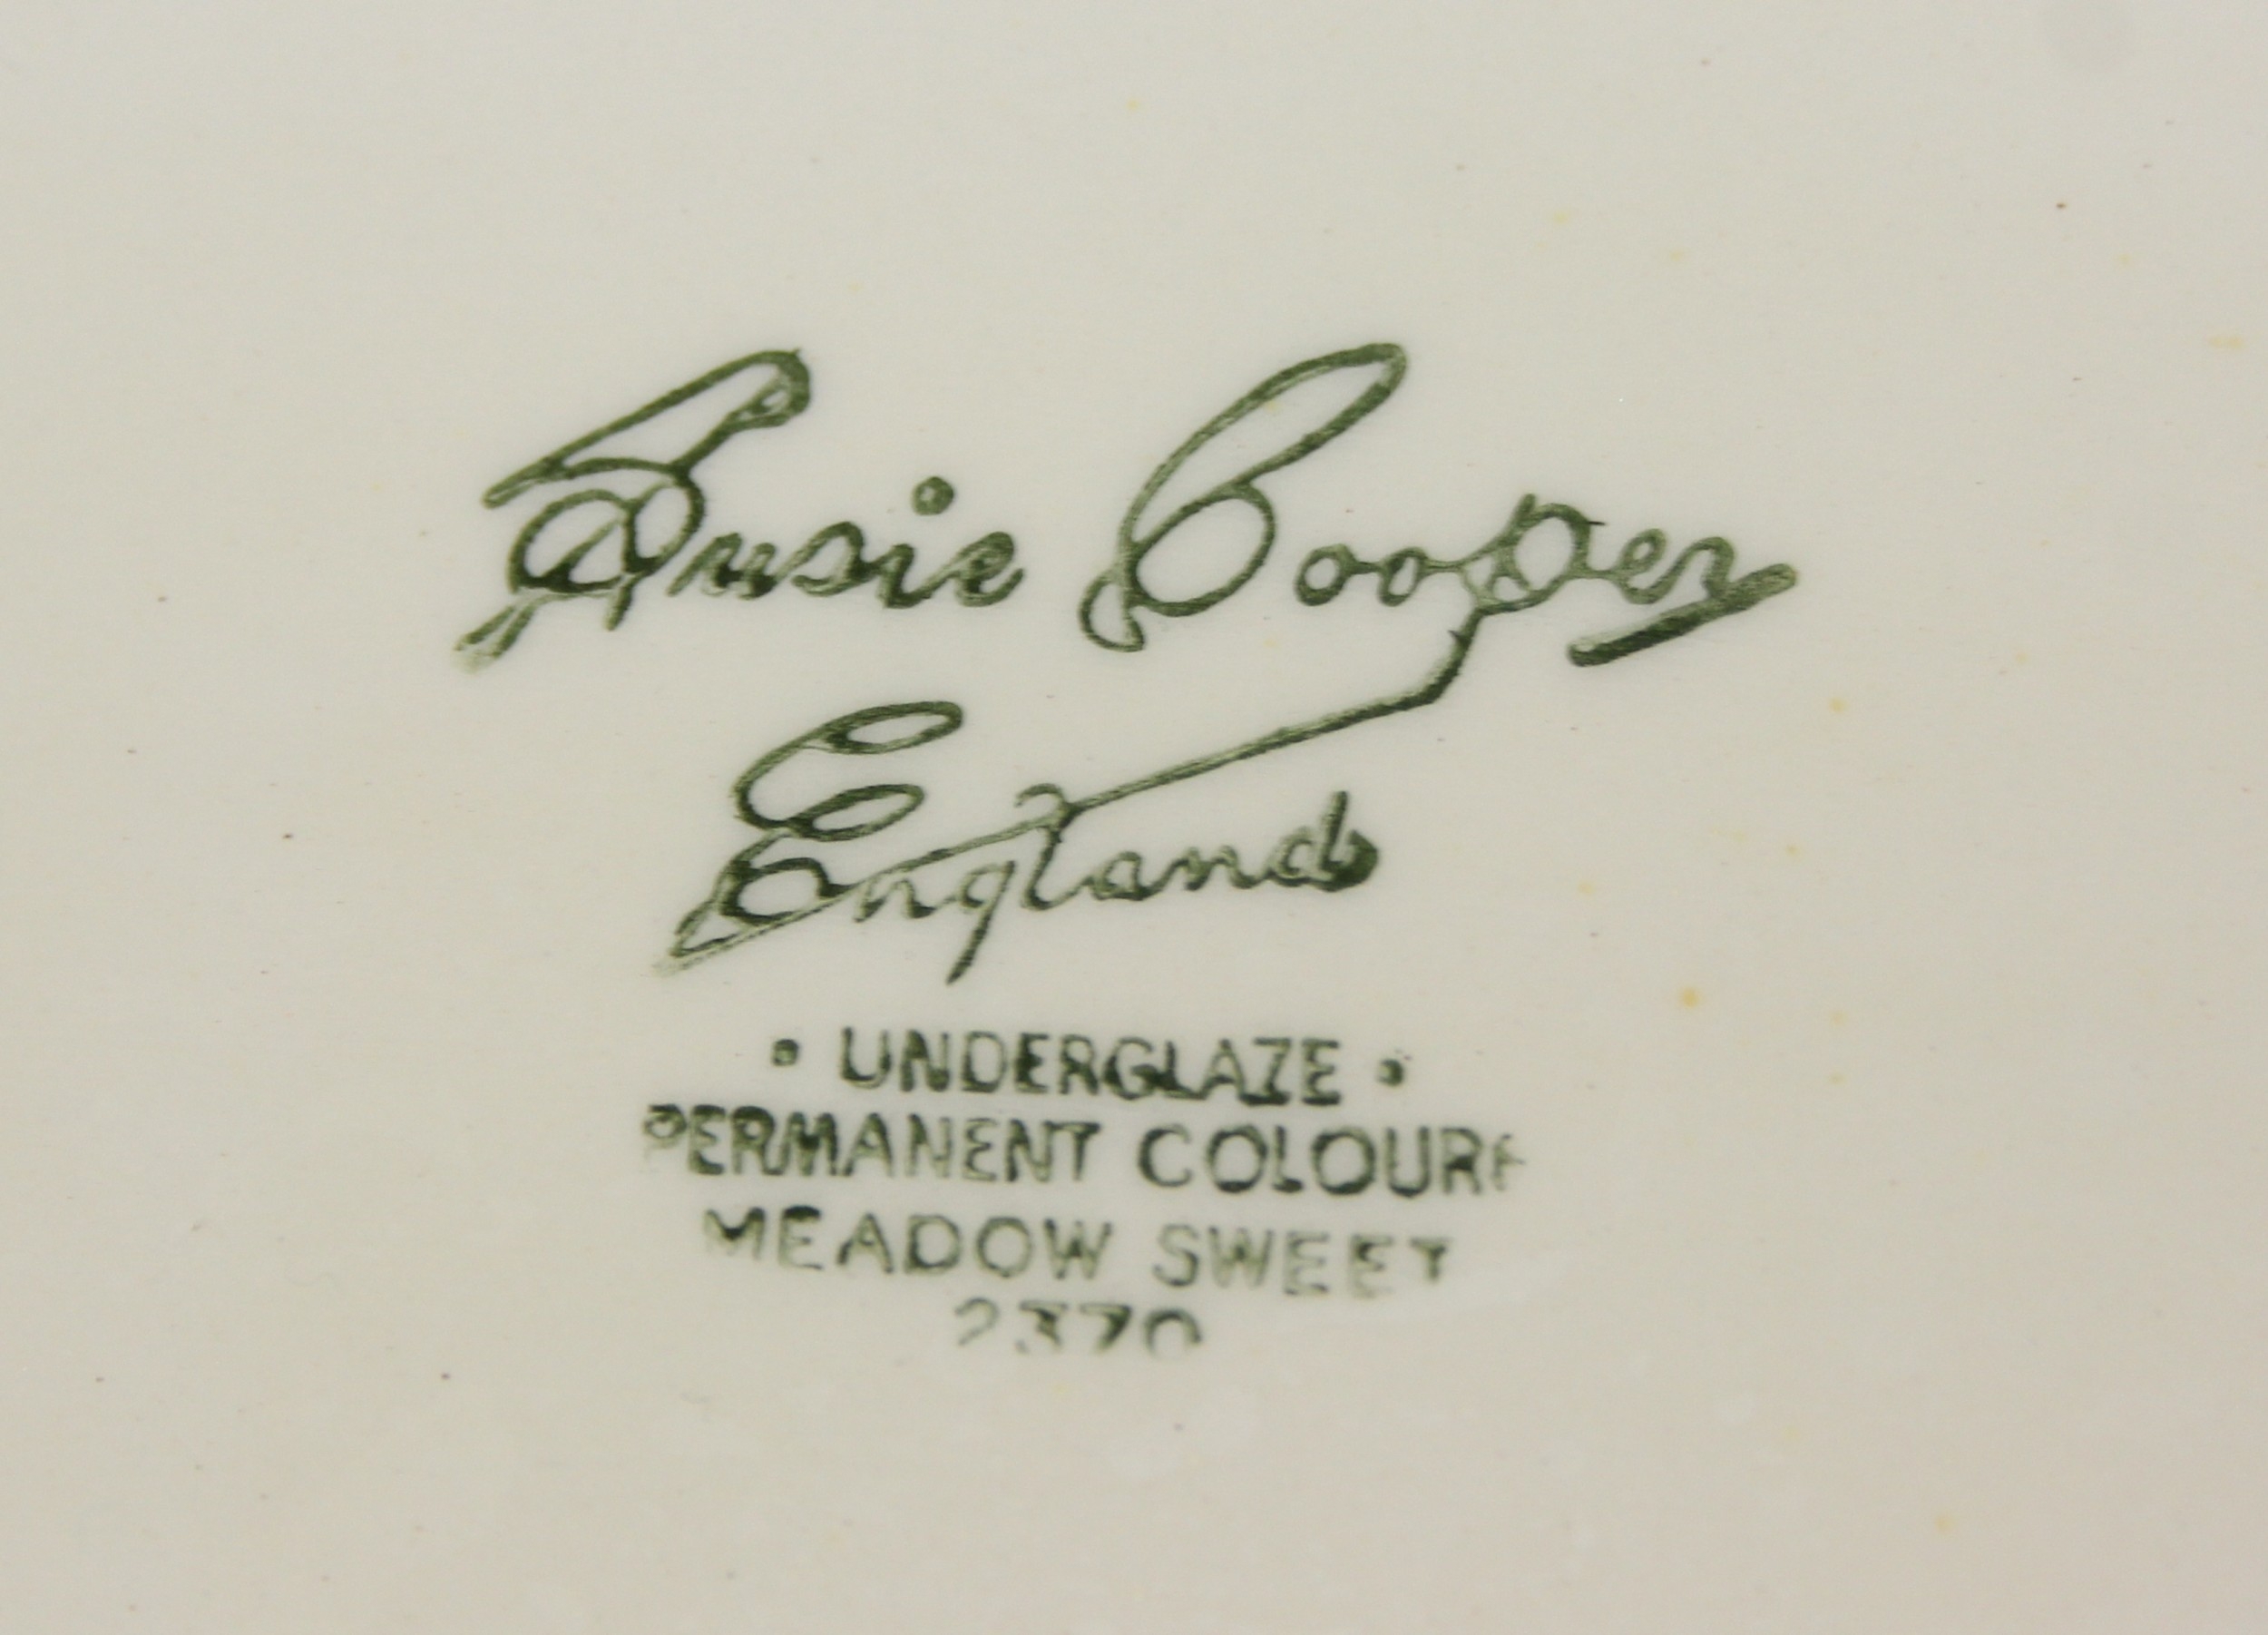 Susie Cooper
England
• UNDERGLAZE •
PERMANENT COLOURS
MEADOW SWEET
2370